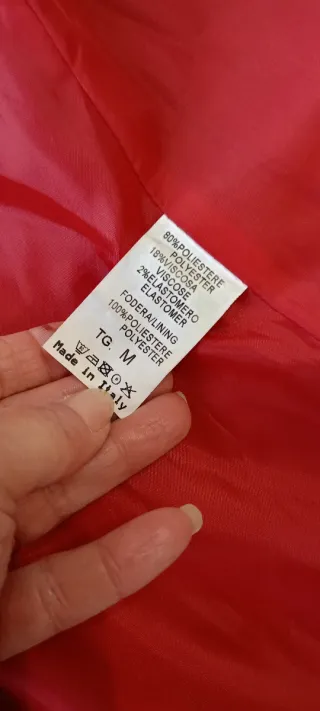 80%POLIESTERE
POLYESTER
18%VISCOSA
VISCOSE
2%ELASTOMERO
ELASTOMER
FODERA/LINING
100%POLIESTERE
POLYESTER
TG. M
Made in Italy